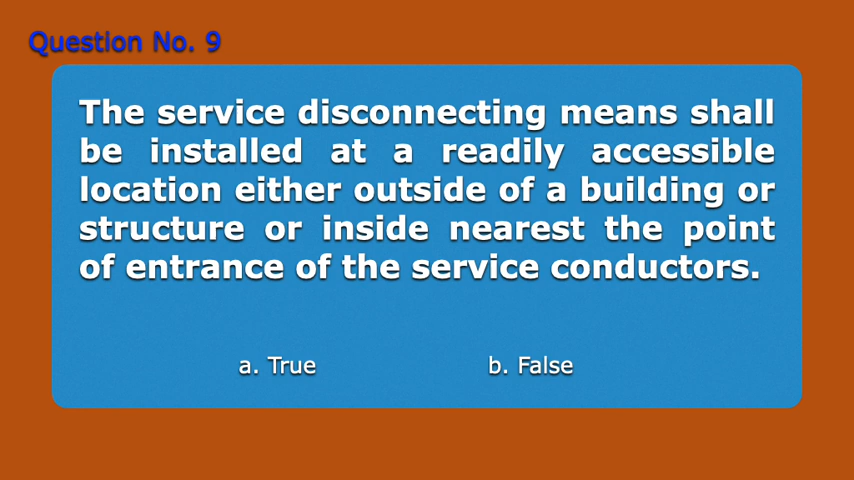 Question No. 9
The service disconnecting means shall
be installed at a readily accessible
location either outside of a building or
structure or inside nearest the point
of entrance of the service conductors.
a. True b. False